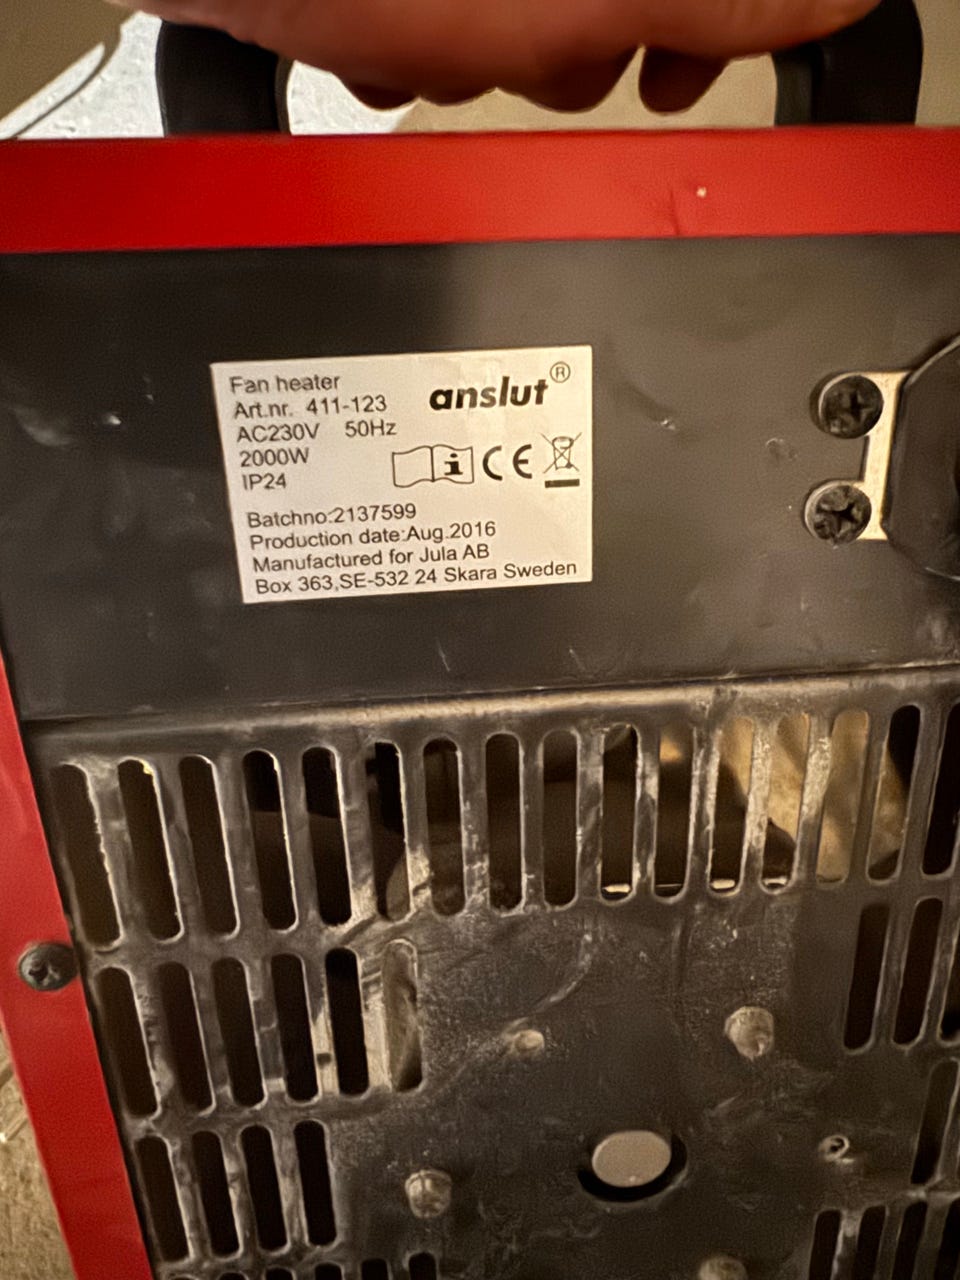 Fan heater
anslut®
Art.nr. 411-123
AC230V 50Hz
2000W
IP24
i CE
Batchno:2137599
Production date:Aug.2016
Manufactured for Jula AB
Box 363,SE-532 24 Skara Sweden